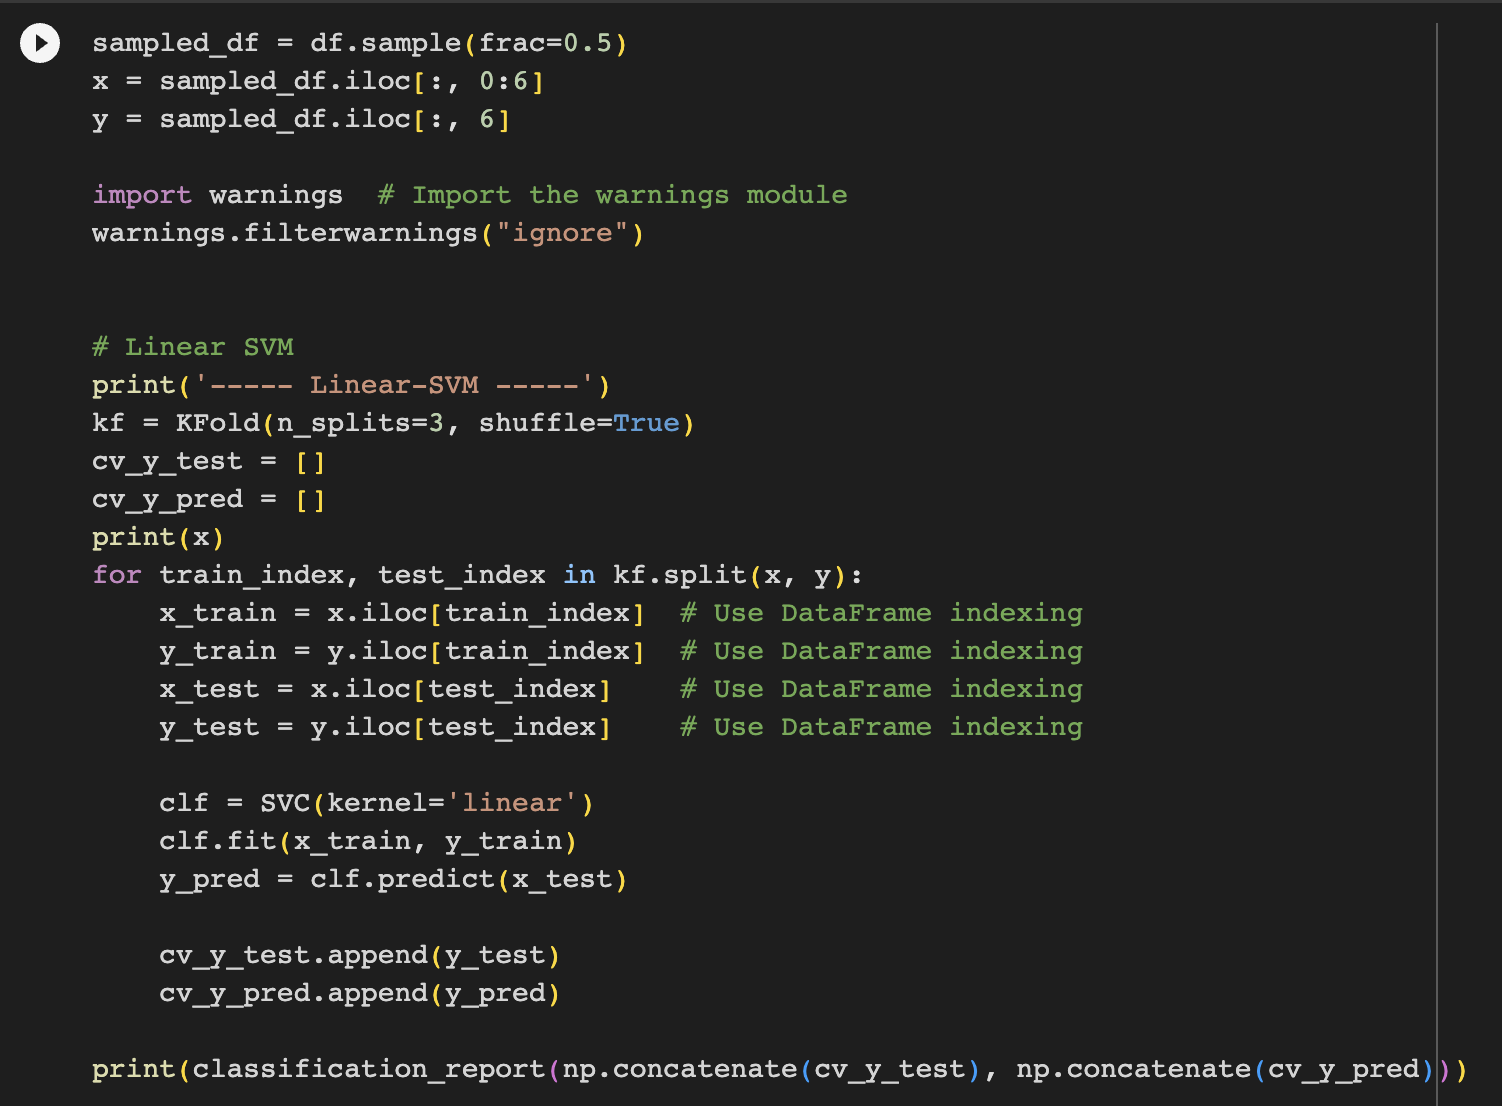 sampled_df = df.sample(frac=0.5)
x = sampled_df.iloc[:, 0:6]
y = sampled_df.iloc[:, 6]
import warnings  # Import the warnings module
warnings.filterwarnings("ignore")
# Linear SVM
print('----- Linear-SVM -----')
kf = KFold(n_splits=3, shuffle=True)
cv_y_test = []
cv_y_pred = []
print(x)
for train_index, test_index in kf.split(x, y):
    x_train = x.iloc[train_index]  # Use DataFrame indexing
    y_train = y.iloc[train_index]  # Use DataFrame indexing
    x_test = x.iloc[test_index]    # Use DataFrame indexing
    y_test = y.iloc[test_index]    # Use DataFrame indexing
    clf = SVC(kernel='linear')
    clf.fit(x_train, y_train)
    y_pred = clf.predict(x_test)
    cv_y_test.append(y_test)
    cv_y_pred.append(y_pred)
print(classification_report(np.concatenate(cv_y_test), np.concatenate(cv_y_pred)))